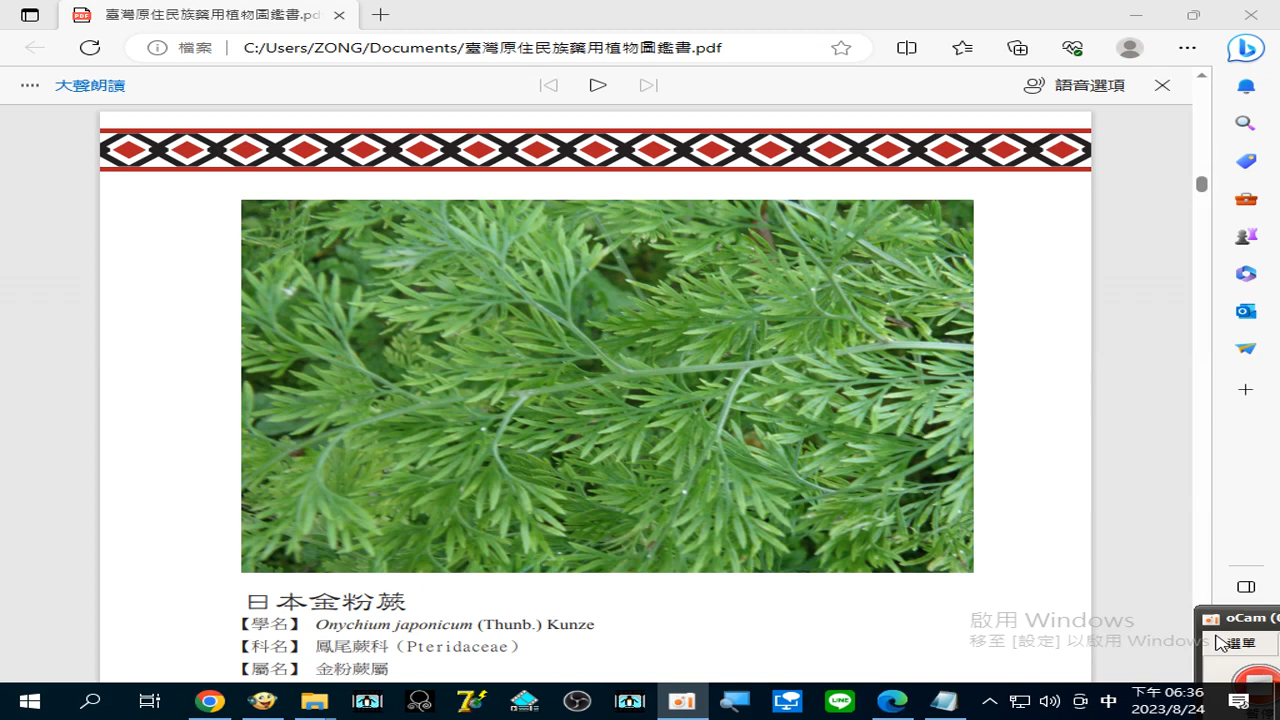 臺灣原住民族藥用植物圖鑑書.pd
檔案 C:/Users/ZONG/Documents/臺灣原住民族藥用植物圖鑑書.pdf
大聲朗讀
語音選項
日本金粉蕨
【學名】 Onychium japonicum (Thunb.) Kunze
【科名】 鳳尾蕨科（Pteridaceae）
【屬名】 金粉蕨屬
啟用 Windows
移至 [設定] 以啟用 Windows
oCam (
選單
中
下午 06:36
2023/8/24